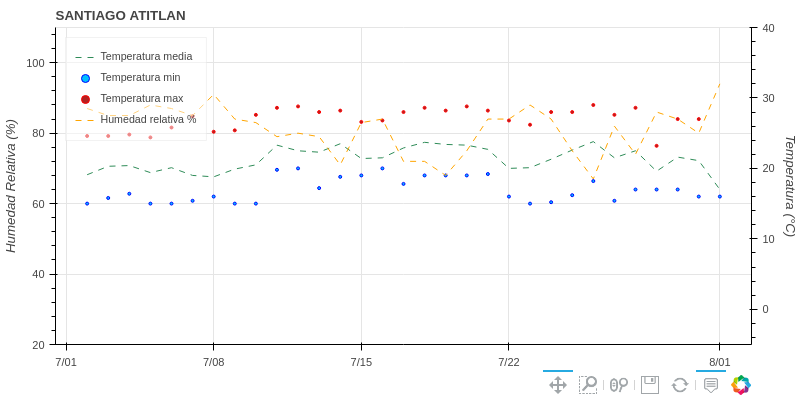 SANTIAGO ATITLAN
Temperatura media
Temperatura min
Temperatura max
Humedad relativa %
Humedad Relativa (%)
100
80
60
40
20
40
30
20
10
0
Temperatura (°C)
7/01
7/08
7/15
7/22
8/01